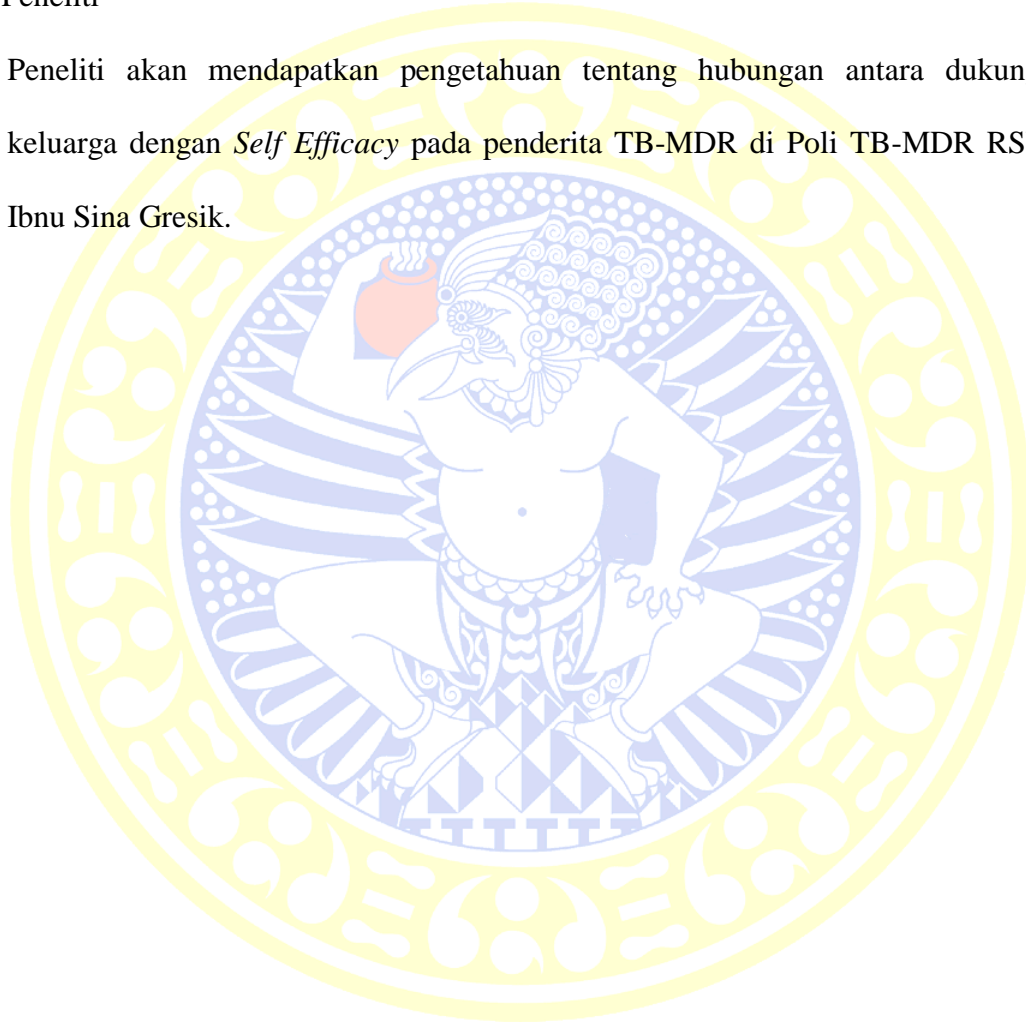 Peneliti
Peneliti akan mendapatkan pengetahuan tentang hubungan antara dukun
keluarga dengan Self Efficacy pada penderita TB-MDR di Poli TB-MDR RS
Ibnu Sina Gresik.